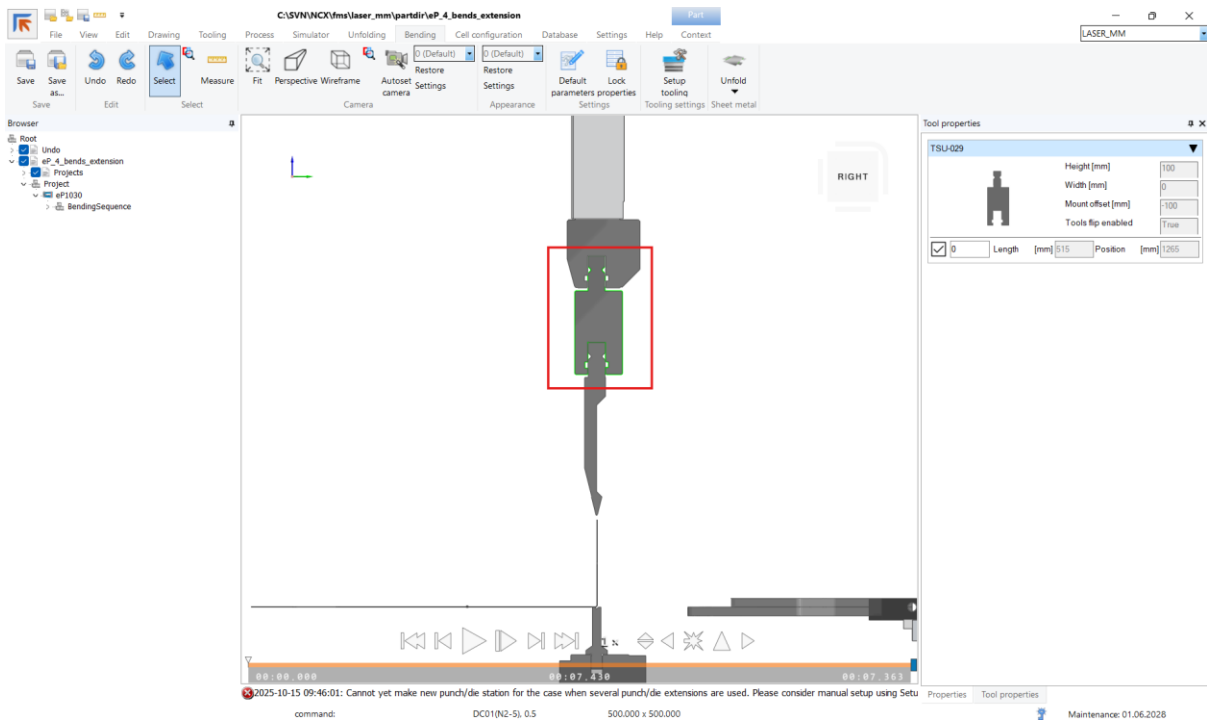 C:\SVN\NCX\fms\laser_mm\partdir\eP_4_bends_extension
Part
File View Edit Drawing Tooling Process Simulator Unfolding Bending Cell configuration Database Settings Help Context
LASER_MM
Save
Save as...
Undo
Redo
Select
Measure
Fit
Perspective
Wireframe
Autoset camera
0 (Default)
Restore
Settings
0 (Default)
Restore
Settings
Default parameters
Lock properties
Setup tooling
Unfold
Save
Edit
Select
Camera
Appearance
Settings
Tooling settings
Sheet metal
Browser
Root
Undo
eP_4_bends_extension
Projects
Project
eP1030
BendingSequence
RIGHT
1 x
00:00.000
00:07.430
00:07.363
Tool properties
TSU-029
Height [mm] 100
Width [mm] 0
Mount offset [mm] -100
Tools flip enabled True
0 Length [mm] 515 Position [mm] 1265
2025-10-15 09:46:01: Cannot yet make new punch/die station for the case when several punch/die extensions are used. Please consider manual setup using Setu
Properties Tool properties
command: DC01(N2-5), 0.5 500.000 x 500.000 Maintenance: 01.06.2028